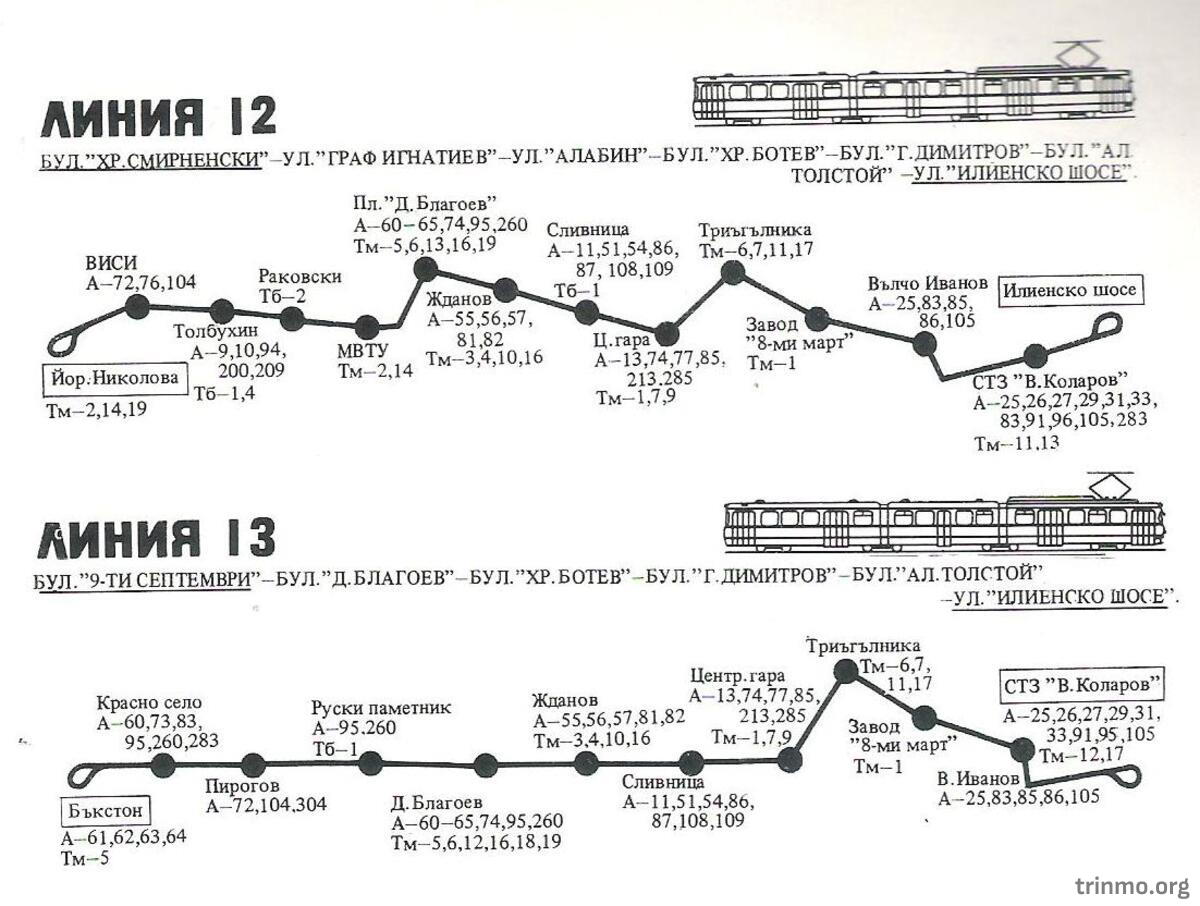 ЛИНИЯ 12
БУЛ."ХР.СМИРНЕНСКИ"–УЛ."ГРАФ ИГНАТИЕВ"–УЛ."АЛАБИН"–БУЛ."ХР.БОТЕВ"–БУЛ."Г.ДИМИТРОВ"–БУЛ."АЛ.
ТОЛСТОЙ" –УЛ."ИЛИЕНСКО ШОСЕ".
Йор.Николова
Тм–2,14,19
ВИСИ
А–72,76,104
Толбухин
А–9,10,94,
200,209
Тб–1,4
Раковски
Тб–2
МВТУ
Тм–2,14
Пл."Д.Благоев"
А–60–65,74,95,260
Тм–5,6,13,16,19
Жданов
А–55,56,57,
81,82
Тм–3,4,10,16
Сливница
А–11,51,54,86,
87, 108,109
Тб–1
Ц.гара
А–13,74,77,85,
213.285
Тм–1,7,9
Триъгълника
Тм–6,7,11,17
Завод
"8-ми март"
Тм–1
Вълчо Иванов
А–25,83,85,
86,105
Илиенско шосе
СТЗ "В.Коларов"
А–25,26,27,29,31,33,
83,91,96,105,283
Тм–11,13
ЛИНИЯ 13
БУЛ."9-ТИ СЕПТЕМВРИ"–БУЛ."Д.БЛАГОЕВ"–БУЛ."ХР.БОТЕВ"–БУЛ."Г.ДИМИТРОВ"–БУЛ."АЛ.ТОЛСТОЙ"
–УЛ."ИЛИЕНСКО ШОСЕ".
Бъкстон
А–61,62,63,64
Тм–5
Красно село
А–60,73,83,
95,260,283
Пирогов
А–72,104,304
Руски паметник
А–95.260
Тб–1
Д.Благоев
А–60–65,74,95,260
Тм–5,6,12,16,18,19
Жданов
А–55,56,57,81,82
Тм–3,4,10,16
Сливница
А–11,51,54,86,
87,108,109
Центр.гара
А–13,74,77,85,
213,285
Тм–1,7,9
Триъгълника
Тм–6,7,
11,17
Завод
"8-ми март"
Тм–1
В.Иванов
А–25,83,85,86,105
СТЗ "В.Коларов"
А–25,26,27,29,31,
33,91,95,105
Тм–12,17
trinmo.org